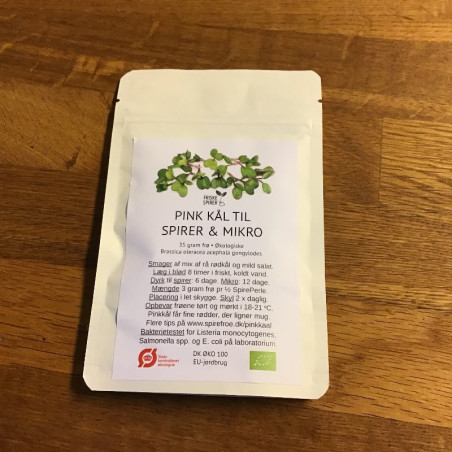 FRISKE
SPIRER
PINK KÅL TIL
SPIRER & MIKRO
35 gram frø • Økologiske
Brassica oleracea acephala gongylodes
Smager af mix af rå rødkål og mild salat.
Læg i blød 8 timer i friskt, koldt vand.
Dyrk til spirer: 6 dage. Mikro: 12 dage.
Mængde 3 gram frø pr ½ SpirePerle.
Placering i let skygge. Skyl 2 x daglig.
Opbevar frøene tørt og mørkt i 18-21 °C.
Pinkkål får fine rødder, der ligner mug.
Flere tips på www.spirefroe.dk/pinkkaal
Bakterietestet for Listeria monocytogenes,
Salmonella spp. og E. coli på laboratorium.
Stats-
kontrolleret
økologisk
DK ØKO 100
EU-jordbrug